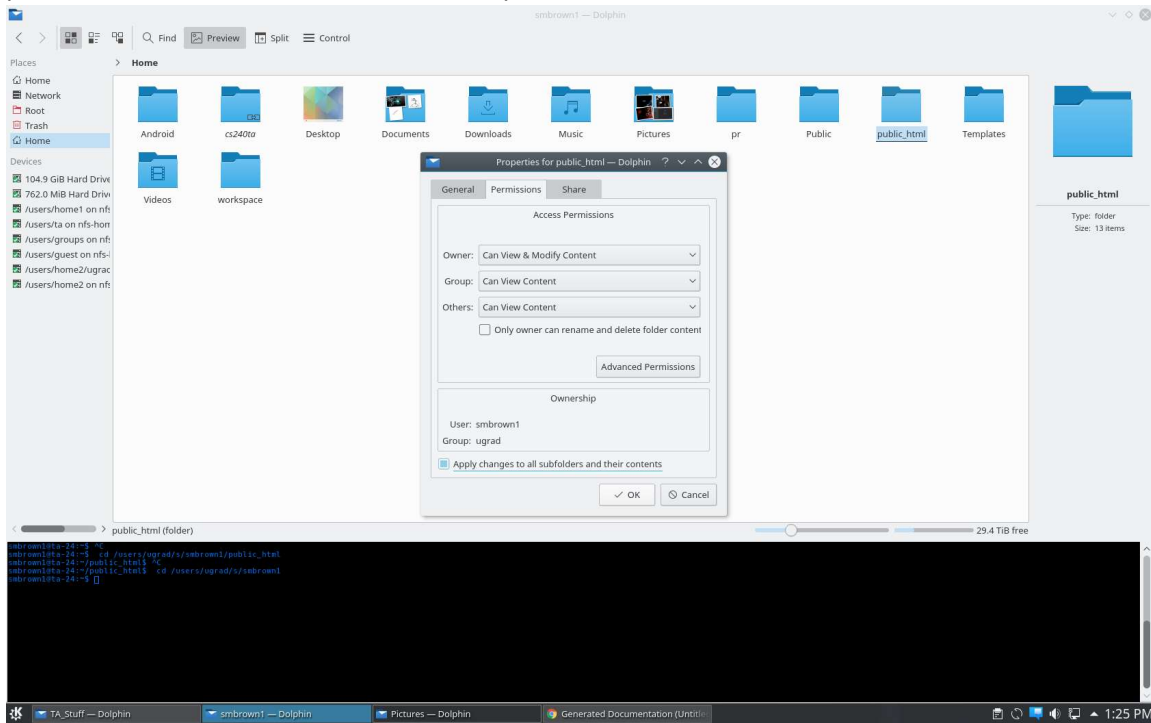 smbrown1 — Dolphin
Find Preview Split Control
Places
Home
Network
Root
Trash
Home
Devices
104.9 GiB Hard Drive
762.0 MiB Hard Driv
/users/home1 on nfs
/users/ta on nfs-hom
/users/groups on nfs
/users/guest on nfs-
/users/home2/ugrad
/users/home2 on nfs
> Home
Android cs240ta Desktop Documents Downloads Music Pictures pr Public public_html Templates
Videos workspace
Properties for public_html — Dolphin ?
General Permissions Share
Access Permissions
Owner: Can View & Modify Content
Group: Can View Content
Others: Can View Content
Only owner can rename and delete folder content
Advanced Permissions
Ownership
User: smbrown1
Group: ugrad
Apply changes to all subfolders and their contents
OK Cancel
public_html
Type: folder
Size: 13 items
public_html (folder)
29.4 TiB free
smbrown1@ta-24:~$ ^C
smbrown1@ta-24:~$ cd /users/ugrad/s/smbrown1/public_html
smbrown1@ta-24:~/public_html$ ^C
smbrown1@ta-24:~/public_html$ cd /users/ugrad/s/smbrown1
smbrown1@ta-24:~$
TA_Stuff — Dolphin smbrown1 — Dolphin Pictures — Dolphin Generated Documentation (Untitle
1:25 PM